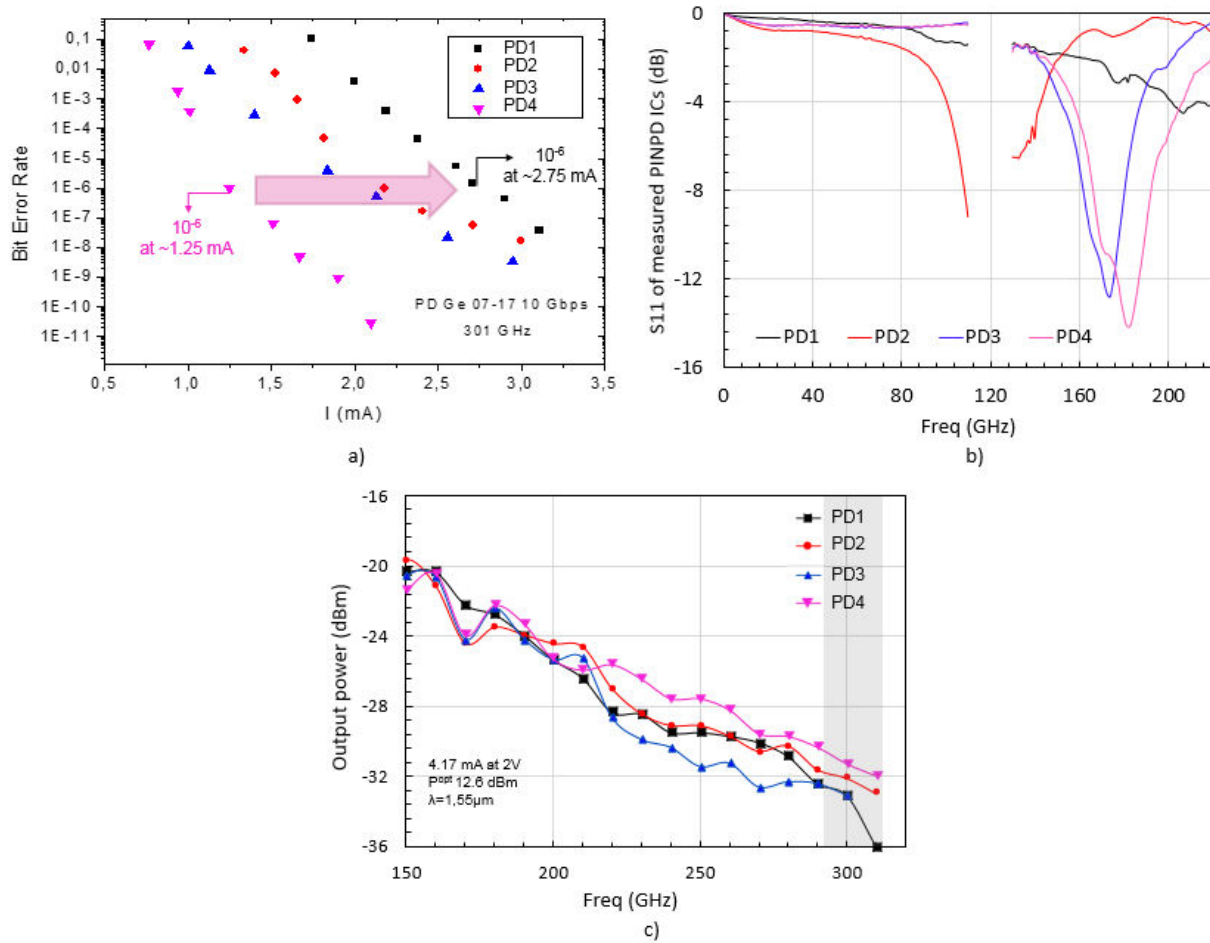 Bit Error Rate
0,1
0,01
1E-3
1E-4
1E-5
1E-6
1E-7
1E-8
1E-9
1E-10
1E-11
PD1
PD2
PD3
PD4
10-6
at ~2.75 mA
10-6
at ~1.25 mA
PD Ge 07-17 10 Gbps
301 GHz
0,5 1,0 1,5 2,0 2,5 3,0 3,5
I (mA)
a)
S11 of measured PINPD ICs (dB)
0
-4
-8
-12
-16
PD1 PD2 PD3 PD4
0 40 80 120 160 200
Freq (GHz)
b)
Output power (dBm)
-16
-20
-24
-28
-32
-36
PD1
PD2
PD3
PD4
4.17 mA at 2V
Popt 12.6 dBm
λ=1,55µm
150 200 250 300
Freq (GHz)
c)